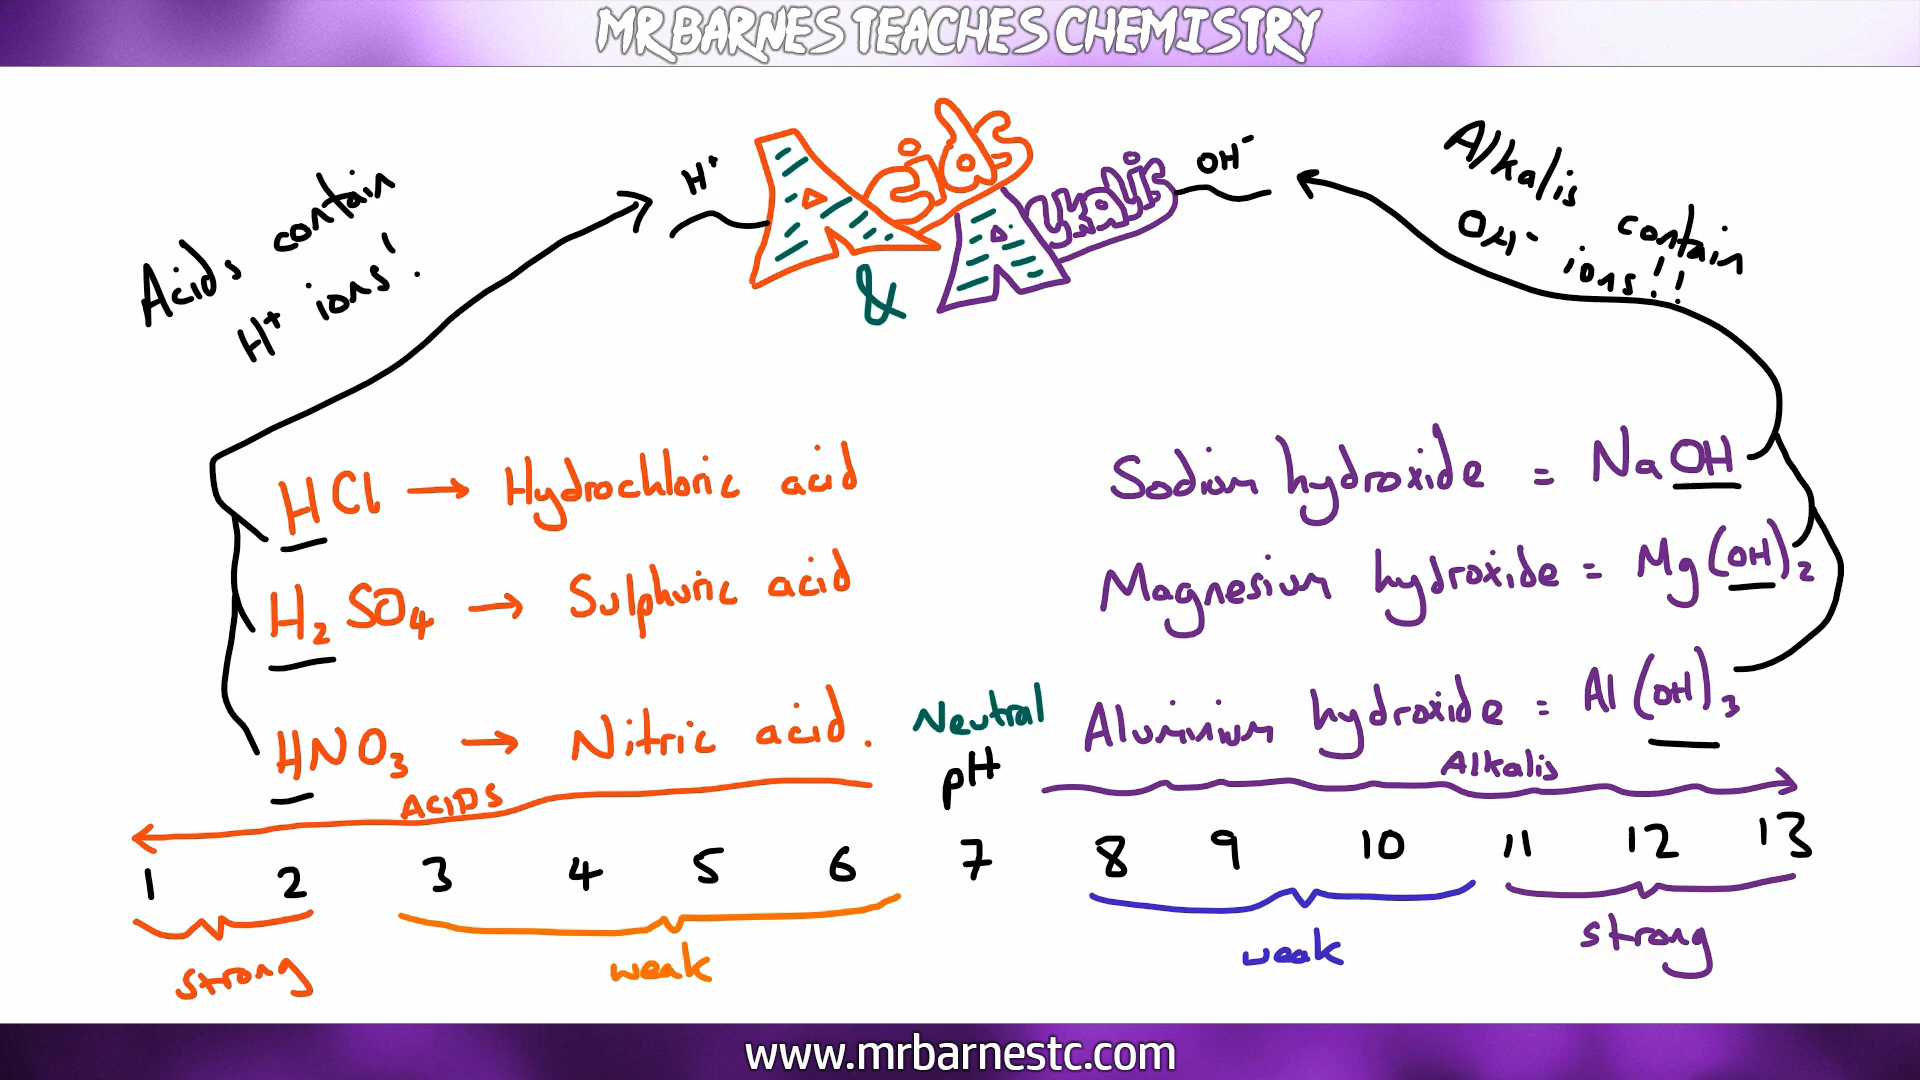 MR BARNES TEACHES CHEMISTRY
Acids
&
Alkalis
H⁺
OH⁻
Acids contain
H⁺ ions!
Alkalis contain
OH⁻ ions!!
HCl → Hydrochloric acid
H₂SO₄ → Sulphuric acid
HNO₃ → Nitric acid.
Sodium hydroxide = NaOH
Magnesium hydroxide = Mg(OH)₂
Aluminium hydroxide = Al(OH)₃
Neutral
pH
ACIDS
Alkalis
1 2 3 4 5 6 7 8 9 10 11 12 13
strong
weak
weak
strong
www.mrbarnestc.com